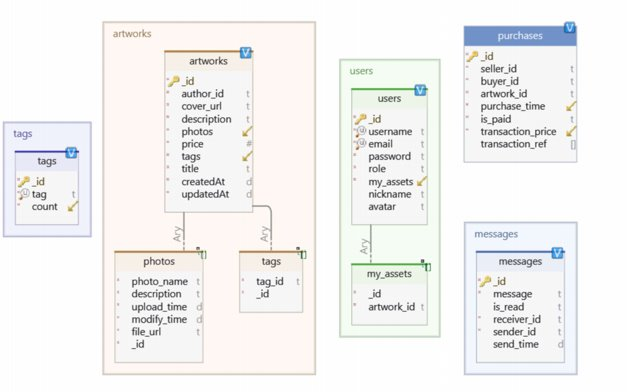 artworks
artworks
_id
author_id t
cover_url t
description t
photos
price #
tags
title t
createdAt d
updatedAt d
Ary
Ary
photos []
photo_name t
description t
upload_time d
modify_time d
file_url t
_id
tags []
tag_id t
_id
tags
tags
_id
tag t
count
users
users
_id
username t
email t
password t
role t
my_assets
nickname t
avatar t
Ary
my_assets []
_id
artwork_id t
purchases
_id
seller_id t
buyer_id t
artwork_id t
purchase_time
is_paid t
transaction_price
transaction_ref []
messages
messages
_id
message t
is_read t
receiver_id t
sender_id t
send_time d